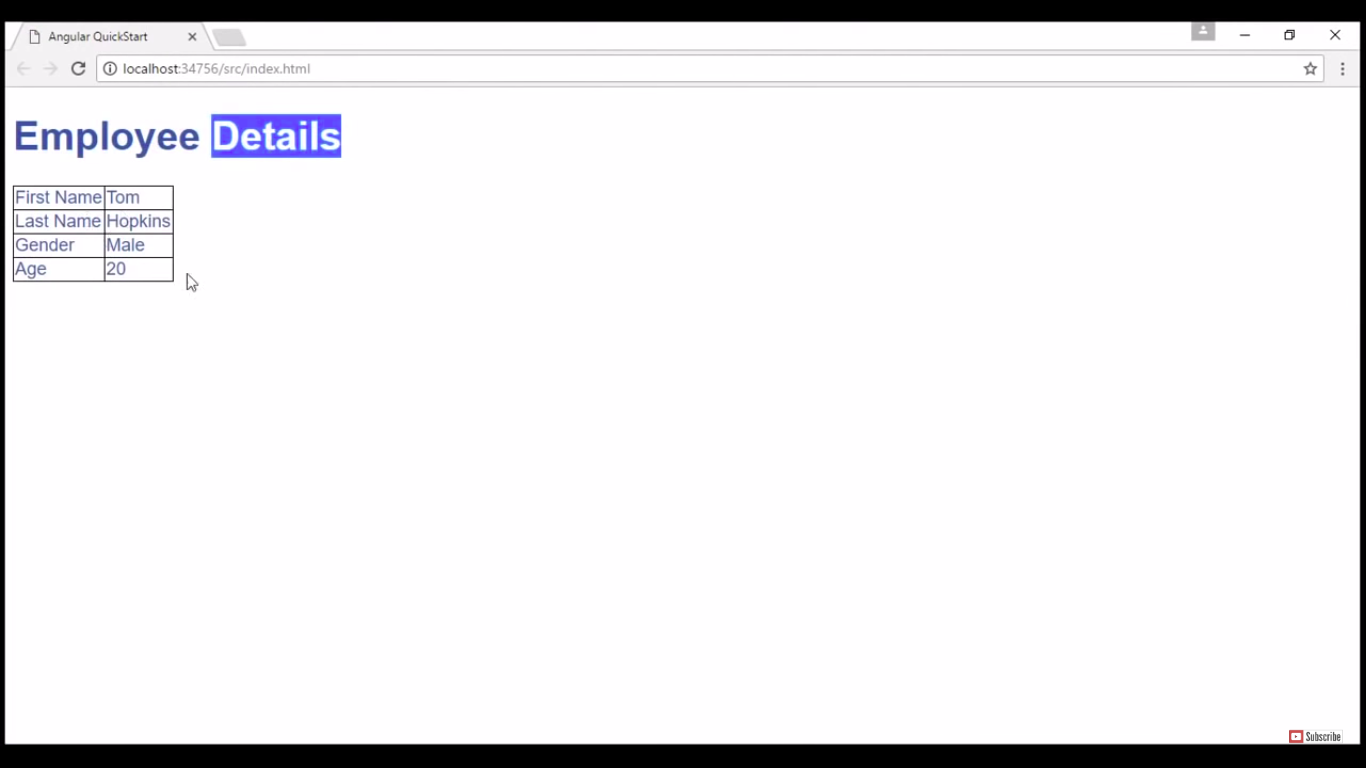 Angular QuickStart
localhost:34756/src/index.html
Employee Details
First Name Tom
Last Name Hopkins
Gender Male
Age 20
Subscribe